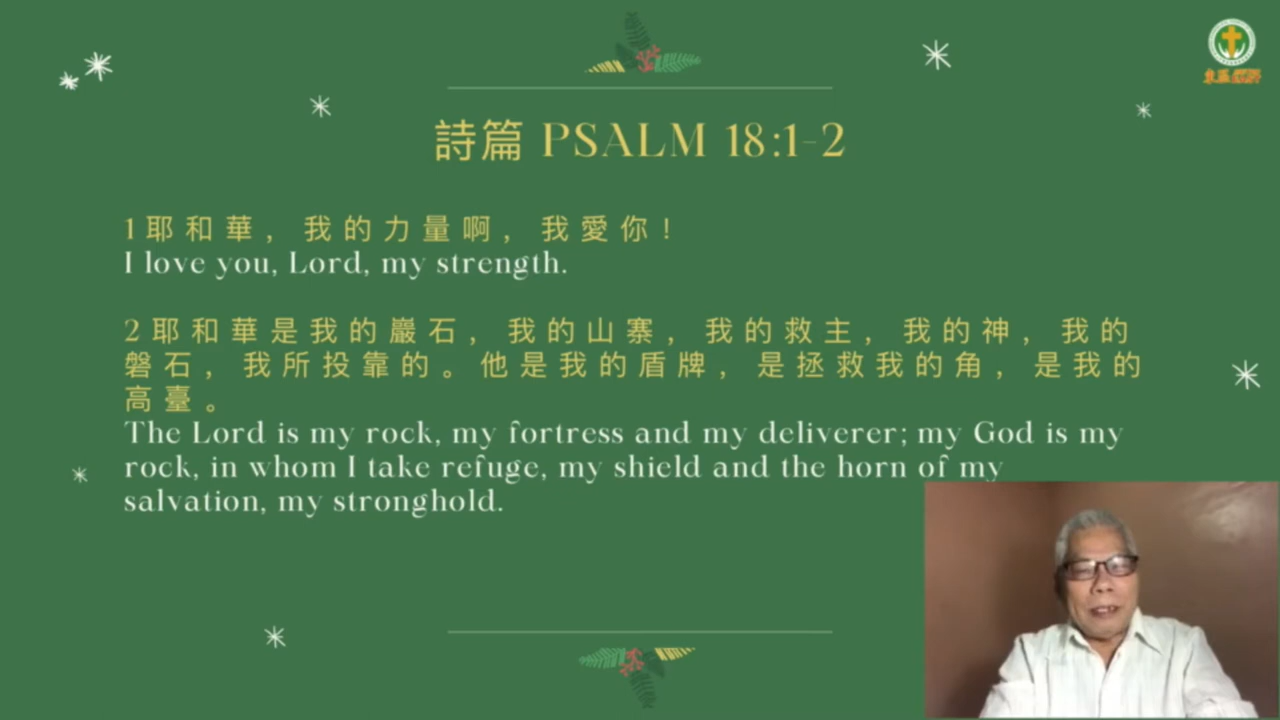 詩篇 PSALM 18:1-2
1耶和華，我的力量啊，我愛你！
I love you, Lord, my strength.
2耶和華是我的巖石，我的山寨，我的救主，我的神，我的
磐石，我所投靠的。他是我的盾牌，是拯救我的角，是我的
高臺。
The Lord is my rock, my fortress and my deliverer; my God is my
rock, in whom I take refuge, my shield and the horn of my
salvation, my stronghold.